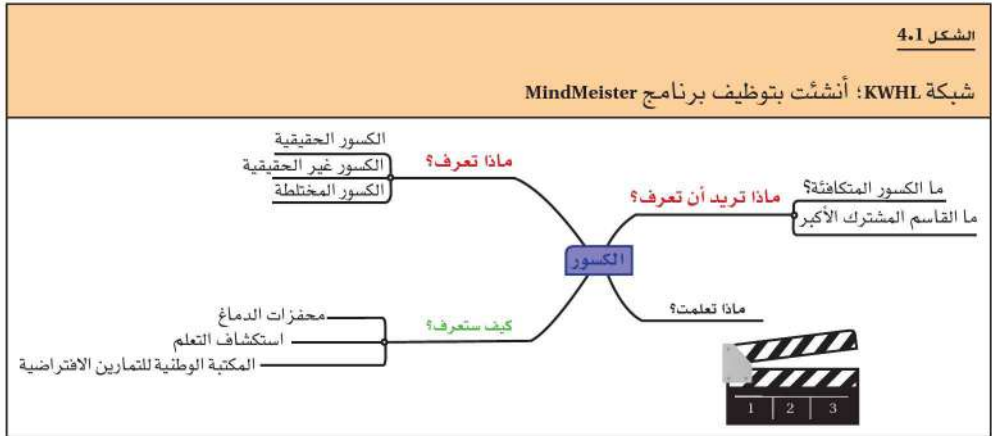 الشكل 4.1
شبكة KWHL؛ أنشئت بتوظيف برنامج MindMeister
ماذا تعرف؟
الكسور الحقيقية
الكسور غير الحقيقية
الكسور المختلطة
ماذا تريد أن تعرف؟
ما الكسور المتكافئة؟
ما القاسم المشترك الأكبر
الكسور
ماذا تعلمت؟
كيف ستعرف؟
محفزات الدماغ
استكشاف التعلم
المكتبة الوطنية للتمارين الافتراضية
1 2 3